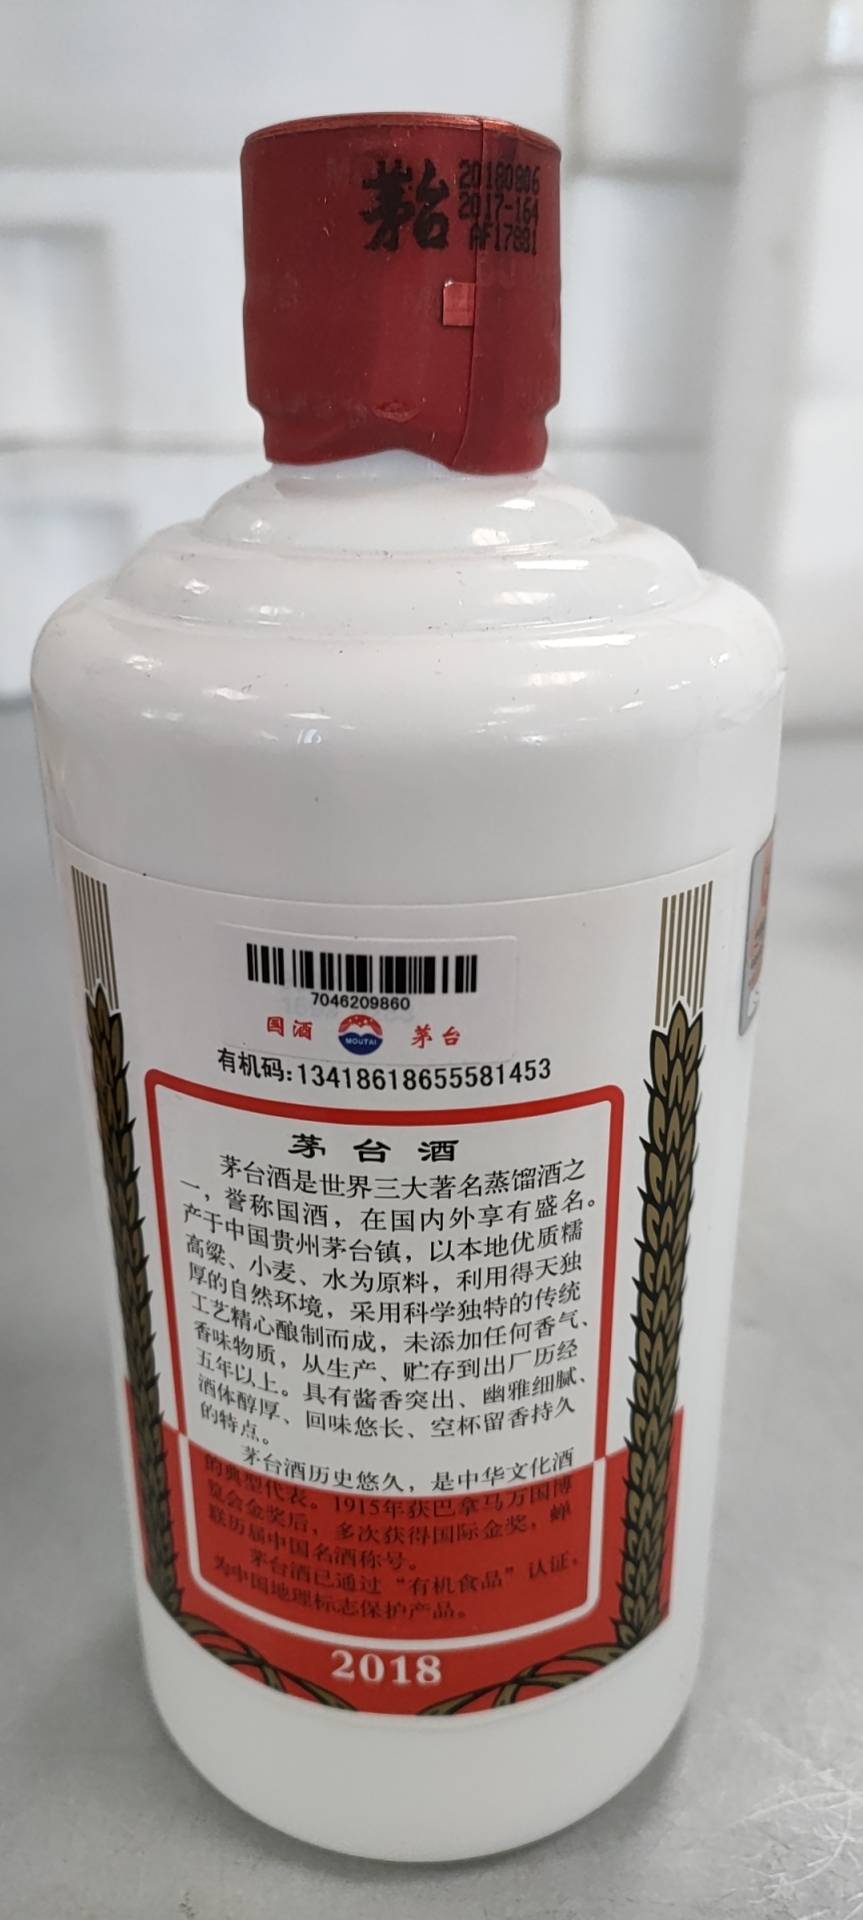 茅台
20180806
2017-164
AF17881
7046209860
国酒
MOUTAI
茅台
有机码:13418618655581453
茅台酒
茅台酒是世界三大著名蒸馏酒之
一，誉称国酒，在国内外享有盛名。
产于中国贵州茅台镇，以本地优质糯
高粱、小麦、水为原料，利用得天独
厚的自然环境，采用科学独特的传统
工艺精心酿制而成，未添加任何香气、
香味物质，从生产、贮存到出厂历经
五年以上。具有酱香突出、幽雅细腻、
酒体醇厚、回味悠长、空杯留香持久
的特点。
茅台酒历史悠久，是中华文化酒
的典型代表。1915年获巴拿马万国博
览会金奖后，多次获得国际金奖，蝉
联历届中国名酒称号。
茅台酒已通过“有机食品”认证，
为中国地理标志保护产品。
2018